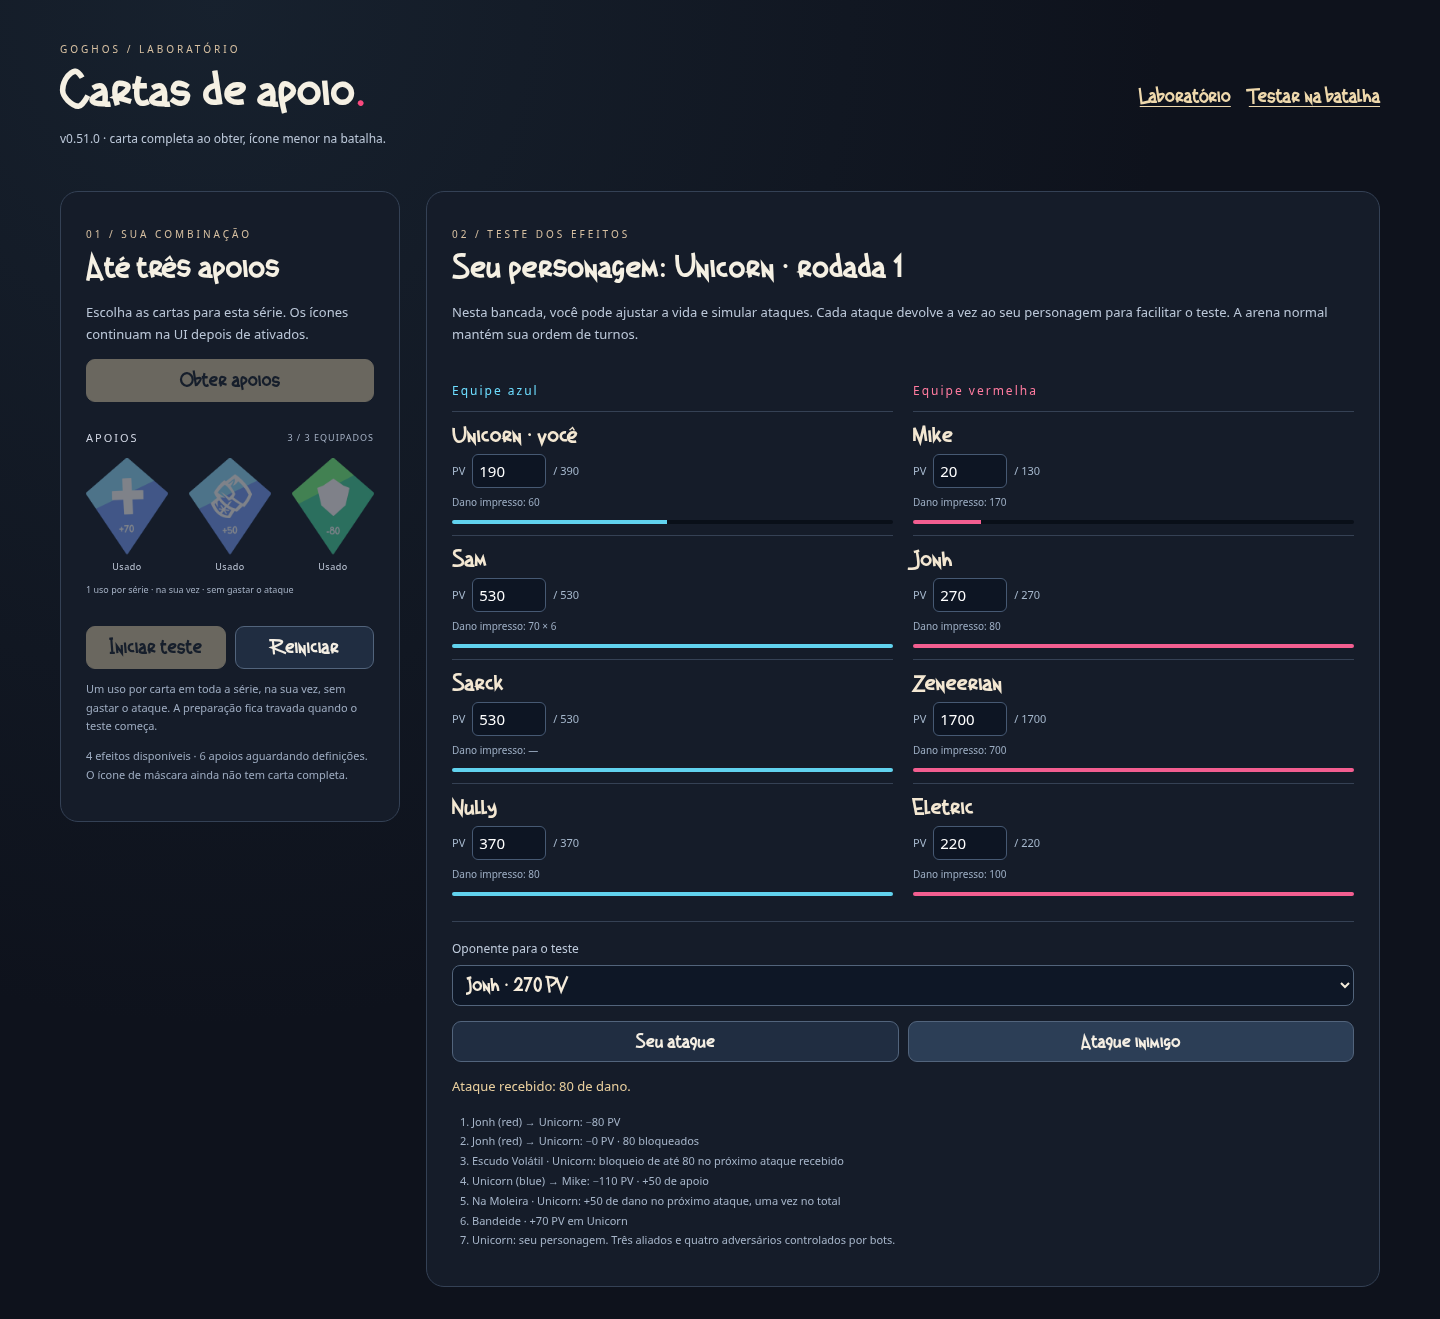 GOGHOS / LABORATÓRIO
Cartas de apoio.
v0.51.0 · carta completa ao obter, ícone menor na batalha.
Laboratório
Testar na batalha
01 / SUA COMBINAÇÃO
Até três apoios
Escolha as cartas para esta série. Os ícones
continuam na UI depois de ativados.
Obter apoios
APOIOS
3 / 3 EQUIPADOS
+70
+50
-80
Usado
Usado
Usado
1 uso por série · na sua vez · sem gastar o ataque
Iniciar teste
Reiniciar
Um uso por carta em toda a série, na sua vez, sem
gastar o ataque. A preparação fica travada quando o
teste começa.
4 efeitos disponíveis · 6 apoios aguardando definições.
O ícone de máscara ainda não tem carta completa.
02 / TESTE DOS EFEITOS
Seu personagem: Unicorn · rodada 1
Nesta bancada, você pode ajustar a vida e simular ataques. Cada ataque devolve a vez ao seu personagem para facilitar o teste. A arena normal
mantém sua ordem de turnos.
Equipe azul
Unicorn · você
PV 190 / 390
Dano impresso: 60
Sam
PV 530 / 530
Dano impresso: 70 × 6
Sarck
PV 530 / 530
Dano impresso: —
Nully
PV 370 / 370
Dano impresso: 80
Equipe vermelha
Mike
PV 20 / 130
Dano impresso: 170
Jonh
PV 270 / 270
Dano impresso: 80
Zeneerian
PV 1700 / 1700
Dano impresso: 700
Eletric
PV 220 / 220
Dano impresso: 100
Oponente para o teste
Jonh · 270 PV
Seu ataque
Ataque inimigo
Ataque recebido: 80 de dano.
1. Jonh (red) → Unicorn: −80 PV
2. Jonh (red) → Unicorn: −0 PV · 80 bloqueados
3. Escudo Volátil · Unicorn: bloqueio de até 80 no próximo ataque recebido
4. Unicorn (blue) → Mike: −110 PV · +50 de apoio
5. Na Moleira · Unicorn: +50 de dano no próximo ataque, uma vez no total
6. Bandeide · +70 PV em Unicorn
7. Unicorn: seu personagem. Três aliados e quatro adversários controlados por bots.